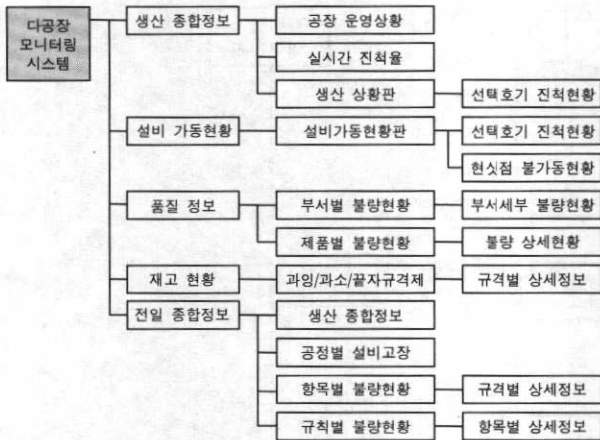 다공장
모니터링
시스템
생산 종합정보
공장 운영상황
실시간 진척율
생산 상황판
선택호기 진척현황
설비 가동현황
설비가동현황판
선택호기 진척현황
현싯점 불가동현황
품질 정보
부서별 불량현황
부서세부 불량현황
제품별 불량현황
불량 상세현황
재고 현황
과잉/과소/끝자규격제
규격별 상세정보
전일 종합정보
생산 종합정보
공정별 설비고장
항목별 불량현황
규격별 상세정보
규칙별 불량현황
항목별 상세정보